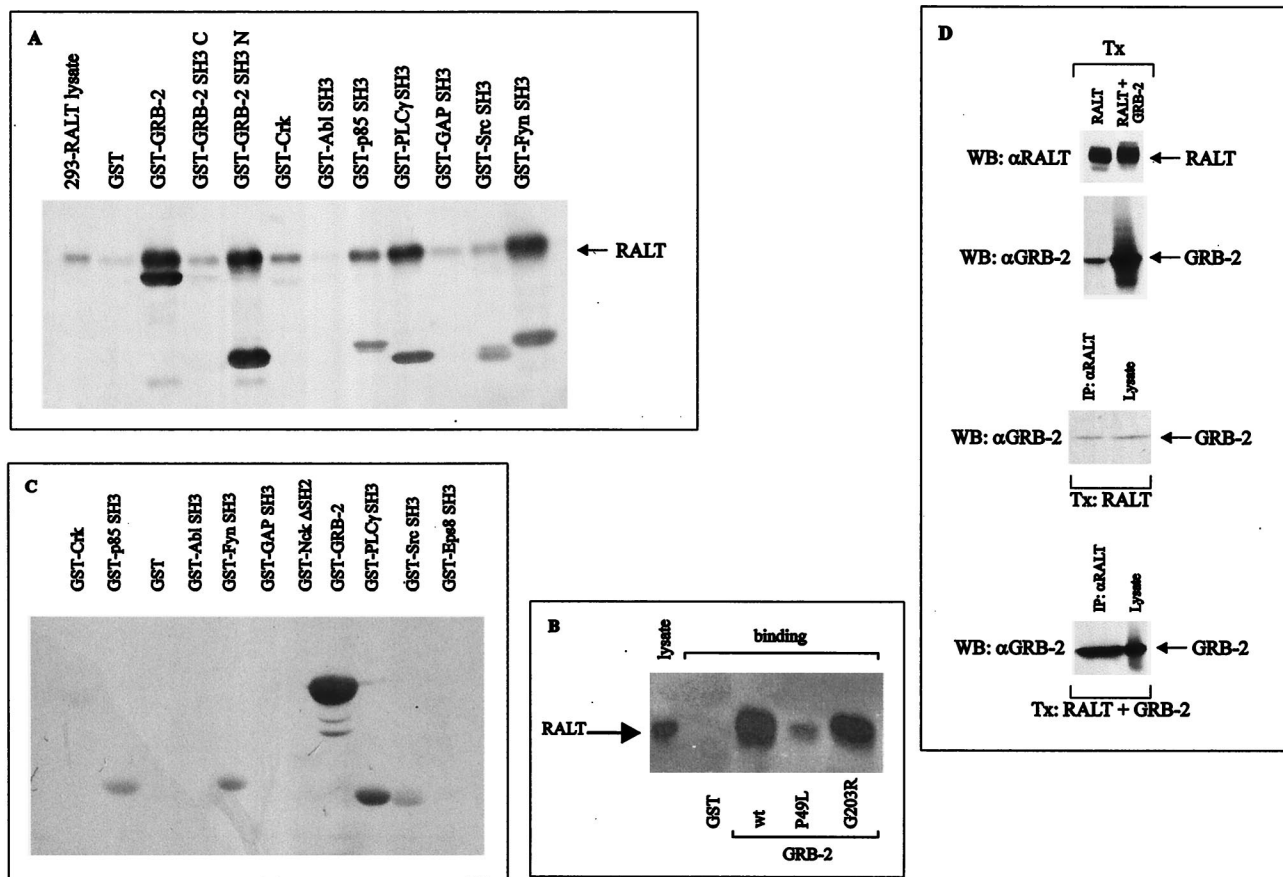 A
293-RALT lysate
GST
GST-GRB-2
GST-GRB-2 SH3 C
GST-GRB-2 SH3 N
GST-Crk
GST-Abl SH3
GST-p85 SH3
GST-PLCγ SH3
GST-GAP SH3
GST-Src SH3
GST-Fyn SH3
RALT
C
GST-Crk
GST-p85 SH3
GST
GST-Abl SH3
GST-Fyn SH3
GST-GAP SH3
GST-Nck ΔSH2
GST-GRB-2
GST-PLCγ SH3
GST-Src SH3
GST-Eps8 SH3
B
lysate
binding
RALT
GST
wt
P49L
G203R
GRB-2
D
Tx
RALT
RALT +
GRB-2
WB: αRALT
RALT
WB: αGRB-2
GRB-2
IP: αRALT
Lysate
WB: αGRB-2
GRB-2
Tx: RALT
IP: αRALT
Lysate
WB: αGRB-2
GRB-2
Tx: RALT + GRB-2